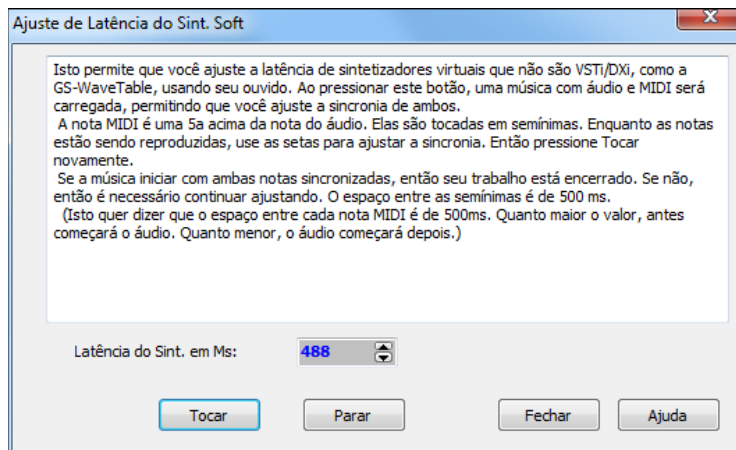 Ajuste de Latência do Sint. Soft
Isto permite que você ajuste a latência de sintetizadores virtuais que não são VSTi/DXi, como a
GS-WaveTable, usando seu ouvido. Ao pressionar este botão, uma música com áudio e MIDI será
carregada, permitindo que você ajuste a sincronia de ambos.
A nota MIDI é uma 5a acima da nota do áudio. Elas são tocadas em semínimas. Enquanto as notas
estão sendo reproduzidas, use as setas para ajustar a sincronia. Então pressione Tocar
novamente.
Se a música iniciar com ambas notas sincronizadas, então seu trabalho está encerrado. Se não,
então é necessário continuar ajustando. O espaço entre as semínimas é de 500 ms.
(Isto quer dizer que o espaço entre cada nota MIDI é de 500ms. Quanto maior o valor, antes
começará o áudio. Quanto menor, o áudio começará depois.)
Latência do Sint. em Ms: 488
Tocar Parar Fechar Ajuda